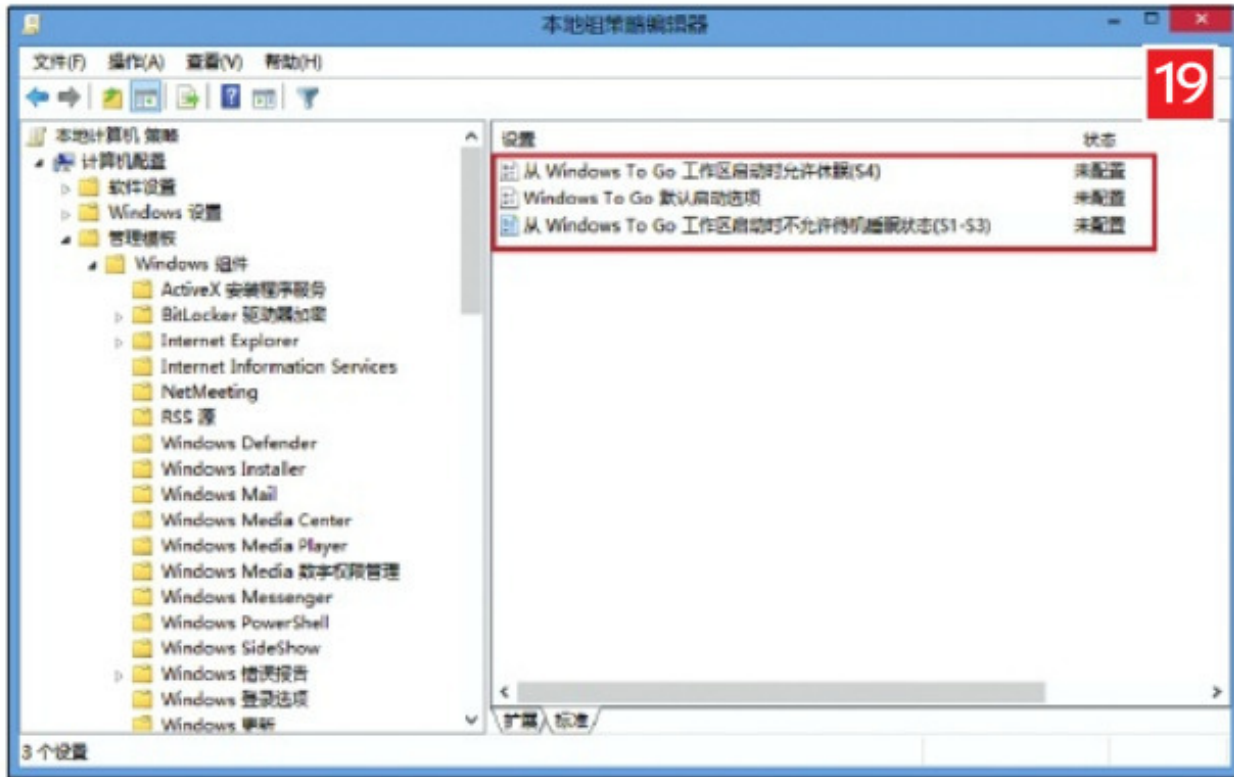 本地组策略编辑器
文件(F) 操作(A) 查看(V) 帮助(H)
19
本地计算机 策略
计算机配置
软件设置
Windows 设置
管理模板
Windows 组件
ActiveX 安装程序服务
BitLocker 驱动器加密
Internet Explorer
Internet Information Services
NetMeeting
RSS 源
Windows Defender
Windows Installer
Windows Mail
Windows Media Center
Windows Media Player
Windows Media 数字权限管理
Windows Messenger
Windows PowerShell
Windows SideShow
Windows 错误报告
Windows 登录选项
Windows 更新
设置 状态
从 Windows To Go 工作区启动时允许休眠(S4) 未配置
Windows To Go 默认启动选项 未配置
从 Windows To Go 工作区启动时不允许待机睡眠状态(S1-S3) 未配置
扩展 标准
3 个设置